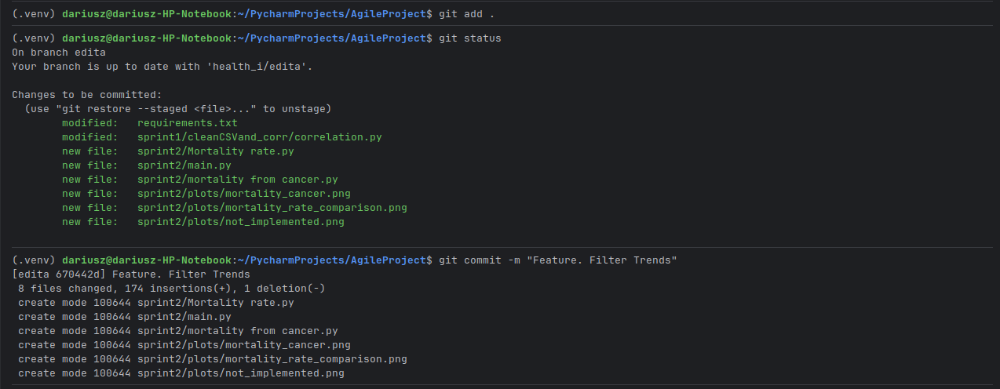 (.venv) dariusz@dariusz-HP-Notebook:~/PycharmProjects/AgileProject$ git add .
(.venv) dariusz@dariusz-HP-Notebook:~/PycharmProjects/AgileProject$ git status
On branch edita
Your branch is up to date with 'health_i/edita'.
Changes to be committed:
  (use "git restore --staged <file>..." to unstage)
        modified:   requirements.txt
        modified:   sprint1/cleanCSVand_corr/correlation.py
        new file:   sprint2/Mortality rate.py
        new file:   sprint2/main.py
        new file:   sprint2/mortality from cancer.py
        new file:   sprint2/plots/mortality_cancer.png
        new file:   sprint2/plots/mortality_rate_comparison.png
        new file:   sprint2/plots/not_implemented.png
(.venv) dariusz@dariusz-HP-Notebook:~/PycharmProjects/AgileProject$ git commit -m "Feature. Filter Trends"
[edita 670442d] Feature. Filter Trends
 8 files changed, 174 insertions(+), 1 deletion(-)
 create mode 100644 sprint2/Mortality rate.py
 create mode 100644 sprint2/main.py
 create mode 100644 sprint2/mortality from cancer.py
 create mode 100644 sprint2/plots/mortality_cancer.png
 create mode 100644 sprint2/plots/mortality_rate_comparison.png
 create mode 100644 sprint2/plots/not_implemented.png